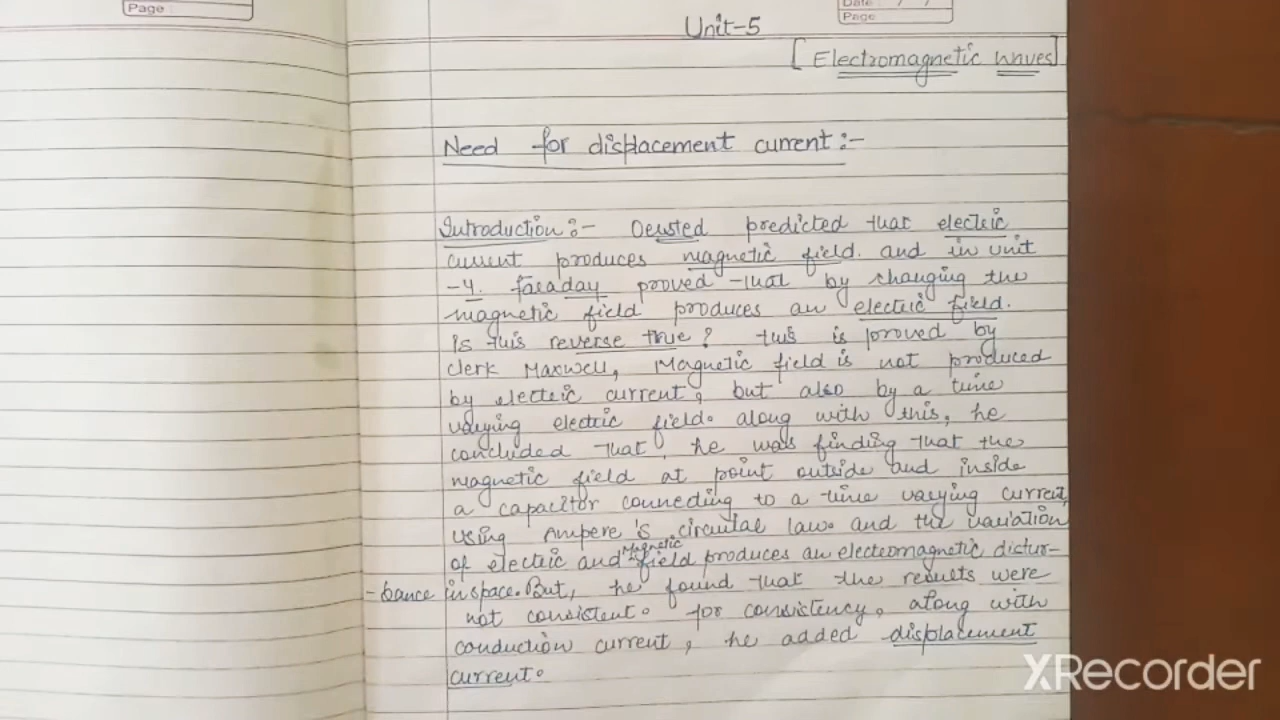 Page :
Date : / /
Page
Unit-5
[Electromagnetic waves]
Need for displacement current :-
Introduction :- Oersted predicted that electric
current produces magnetic field. and in unit
-4. faraday proved that by changing the
magnetic field produces an electric field.
Is this reverse true? this is proved by
clerk Maxwell, Magnetic field is not produced
by electric current, but also by a time
varying electric field. along with this, he
concluded that, he was finding that the
magnetic field at point outside and inside
a capacitor connecting to a time varying current,
using Ampere's circuital law. and the variation
of electric and Magnetic field produces an electromagnetic distur-
-bance in space. But, he found that the results were
not consistent. for consistency, along with
conduction current, he added displacement
current.
XRecorder